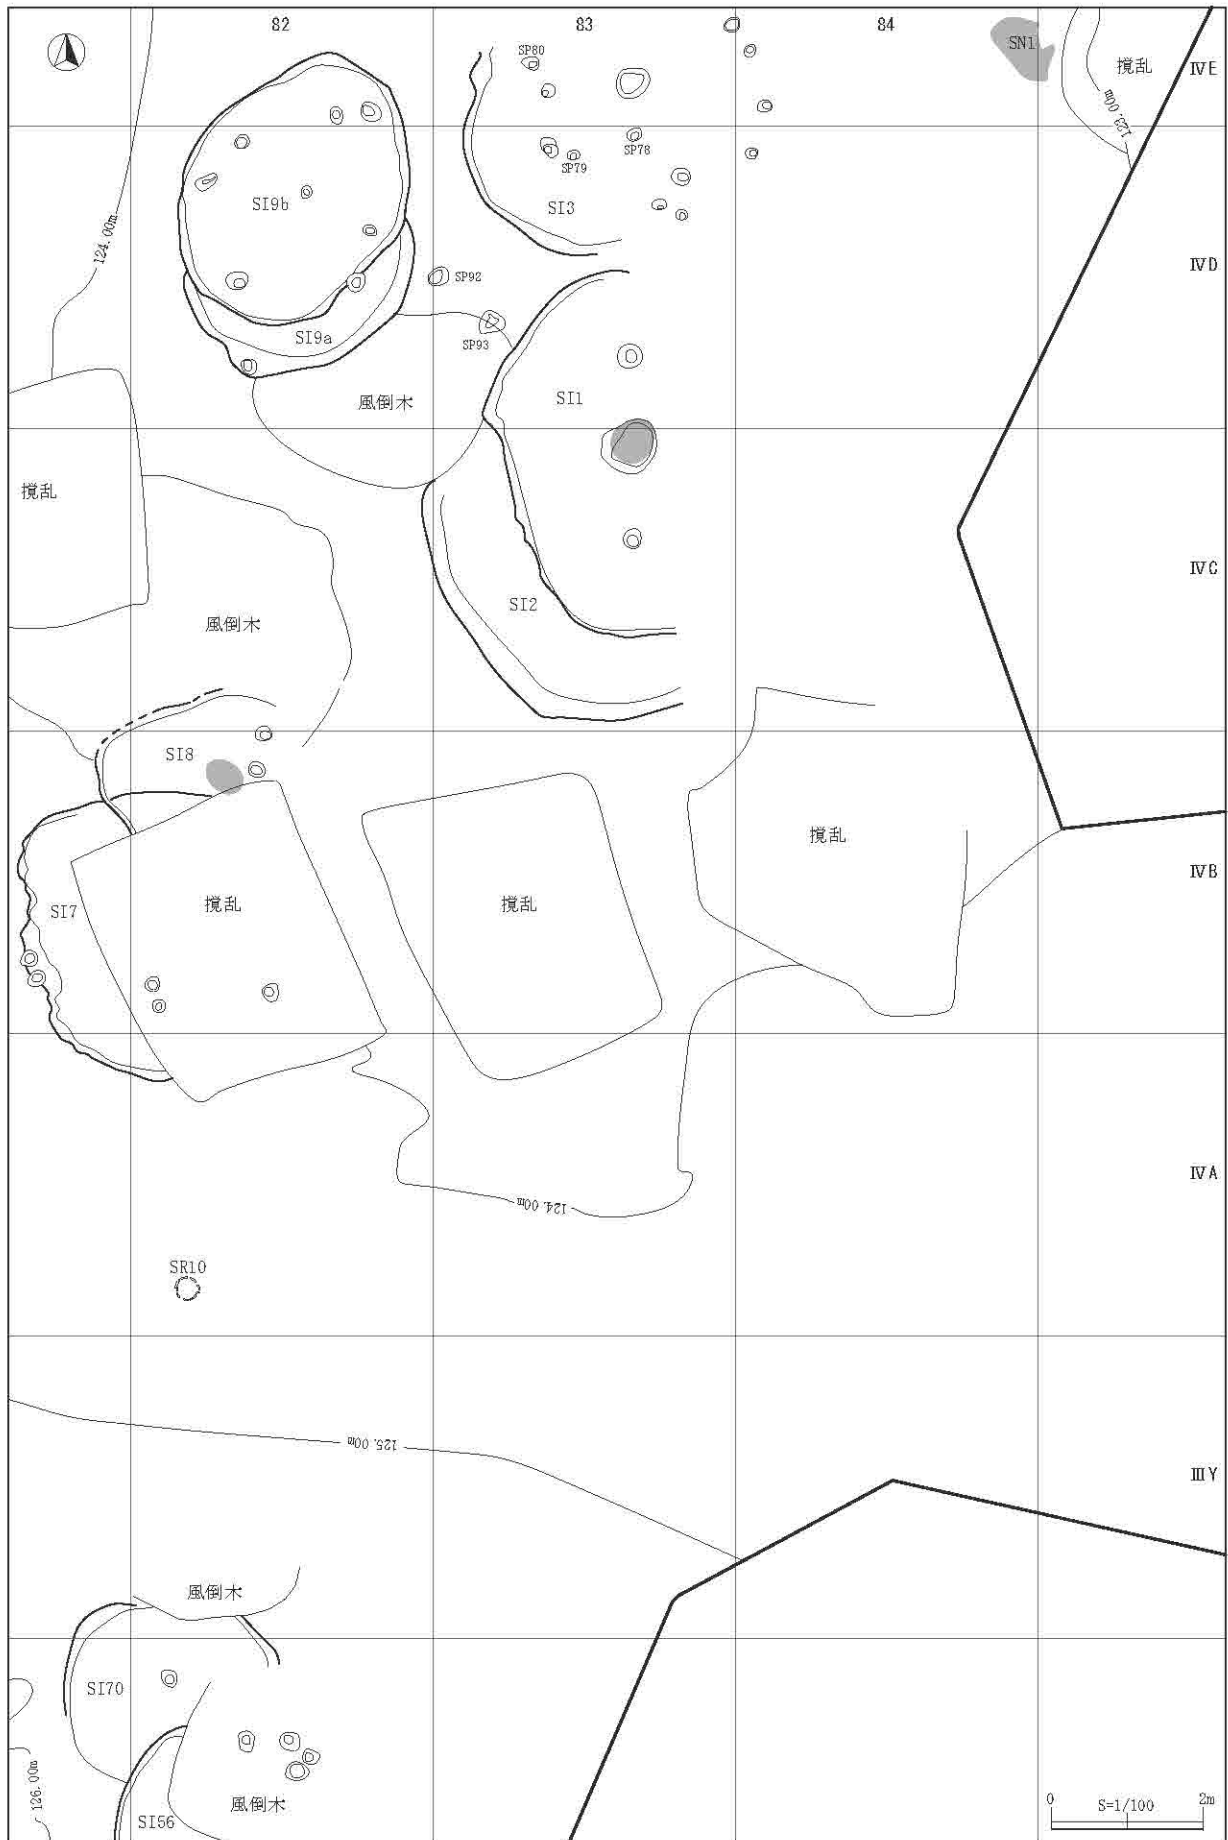 82
83
84
SN1
攪乱
ⅣE
123.00m
SP80
SP78
SP79
SI3
SI9b
124.00m
ⅣD
SP92
SI9a
SP93
SI1
風倒木
攪乱
ⅣC
SI2
風倒木
SI8
攪乱
ⅣB
攪乱
攪乱
SI7
ⅣA
124.00m
SR10
125.00m
ⅢY
風倒木
SI70
126.00m
風倒木
SI56
0 S=1/100 2m